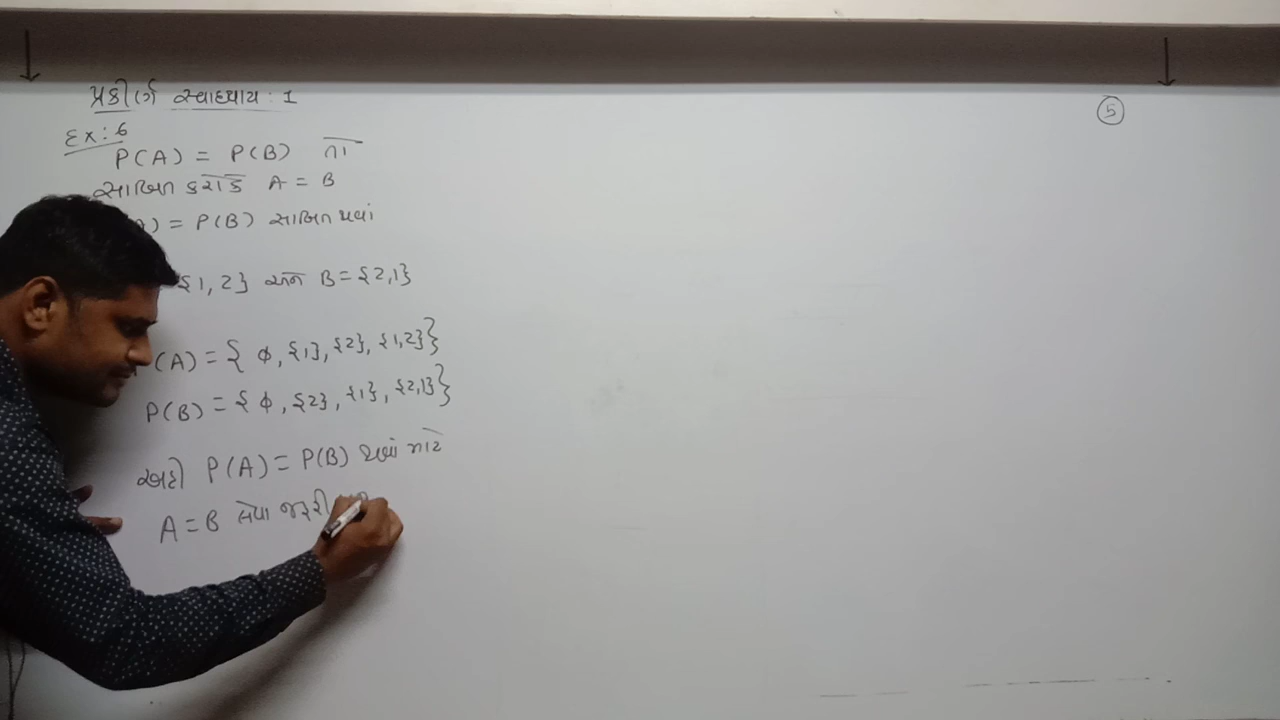 પ્રકીર્ણ સ્વાધ્યાય : 1
5
Ex : 6
P(A) = P(B) તો
સાબિત કરો કે A = B
) = P(B) સાબિત થવાં
{1, 2} અને B = {2,1}
(A) = { ϕ, {1}, {2}, {1,2}}
P(B) = { ϕ, {2}, {1}, {2,1}}
અહી P(A) = P(B) થવાં માટે
A = B હોવા જરૂરી